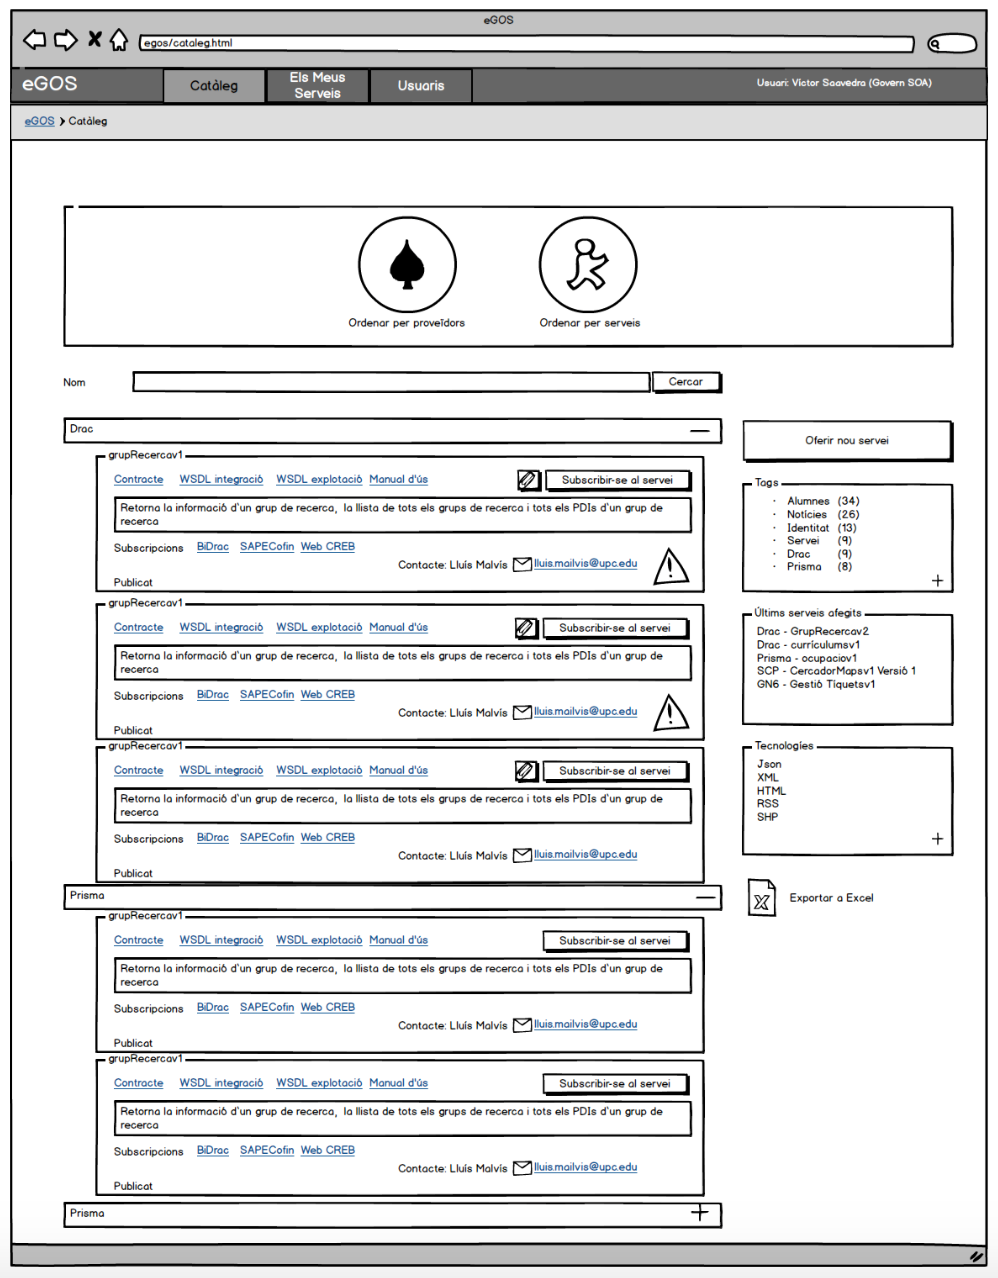 eGOS
egos/cataleg.html
eGOS
Catàleg
Els Meus
Serveis
Usuaris
Usuari: Víctor Saavedra (Govern SOA)
eGOS > Catàleg
Ordenar per proveïdors
Ordenar per serveis
Nom
Cercar
Drac
grupRecercav1
Contracte WSDL integració WSDL explotació Manual d'ús
Subscribir-se al servei
Retorna la informació d'un grup de recerca, la llista de tots els grups de recerca i tots els PDIs d'un grup de
recerca
Subscripcions BiDrac SAPECofin Web CREB
Contacte: Lluís Malvís lluis.mailvis@upc.edu
Publicat
grupRecercav1
Contracte WSDL integració WSDL explotació Manual d'ús
Subscribir-se al servei
Retorna la informació d'un grup de recerca, la llista de tots els grups de recerca i tots els PDIs d'un grup de
recerca
Subscripcions BiDrac SAPECofin Web CREB
Contacte: Lluís Malvís lluis.mailvis@upc.edu
Publicat
grupRecercav1
Contracte WSDL integració WSDL explotació Manual d'ús
Subscribir-se al servei
Retorna la informació d'un grup de recerca, la llista de tots els grups de recerca i tots els PDIs d'un grup de
recerca
Subscripcions BiDrac SAPECofin Web CREB
Contacte: Lluís Malvís lluis.mailvis@upc.edu
Publicat
Prisma
grupRecercav1
Contracte WSDL integració WSDL explotació Manual d'ús
Subscribir-se al servei
Retorna la informació d'un grup de recerca, la llista de tots els grups de recerca i tots els PDIs d'un grup de
recerca
Subscripcions BiDrac SAPECofin Web CREB
Contacte: Lluís Malvís lluis.mailvis@upc.edu
Publicat
grupRecercav1
Contracte WSDL integració WSDL explotació Manual d'ús
Subscribir-se al servei
Retorna la informació d'un grup de recerca, la llista de tots els grups de recerca i tots els PDIs d'un grup de
recerca
Subscripcions BiDrac SAPECofin Web CREB
Contacte: Lluís Malvís lluis.mailvis@upc.edu
Publicat
Prisma
Oferir nou servei
Tags
· Alumnes (34)
· Notícies (26)
· Identitat (13)
· Servei (9)
· Drac (9)
· Prisma (8)
Últims serveis afegits
Drac - GrupRecercav2
Drac - currículumsv1
Prisma - ocupaciov1
SCP - CercadorMapsv1 Versió 1
GN6 - Gestió Tiquetsv1
Tecnologies
Json
XML
HTML
RSS
SHP
Exportar a Excel